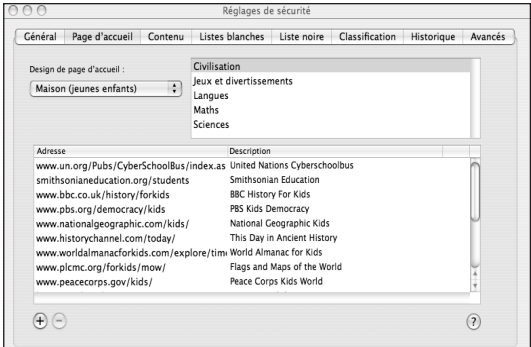 Réglages de sécurité
Général Page d'accueil Contenu Listes blanches Liste noire Classification Historique Avancés
Design de page d'accueil :
Maison (jeunes enfants)
Civilisation
Jeux et divertissements
Langues
Maths
Sciences
Adresse Description
www.un.org/Pubs/CyberSchoolBus/index.as United Nations Cyberschoolbus
smithsonianeducation.org/students Smithsonian Education
www.bbc.co.uk/history/forkids BBC History For Kids
www.pbs.org/democracy/kids PBS Kids Democracy
www.nationalgeographic.com/kids/ National Geographic Kids
www.historychannel.com/today/ This Day in Ancient History
www.worldalmanacforkids.com/explore/time World Almanac for Kids
www.plcmc.org/forkids/mow/ Flags and Maps of the World
www.peacecorps.gov/kids/ Peace Corps Kids World
+ − ?